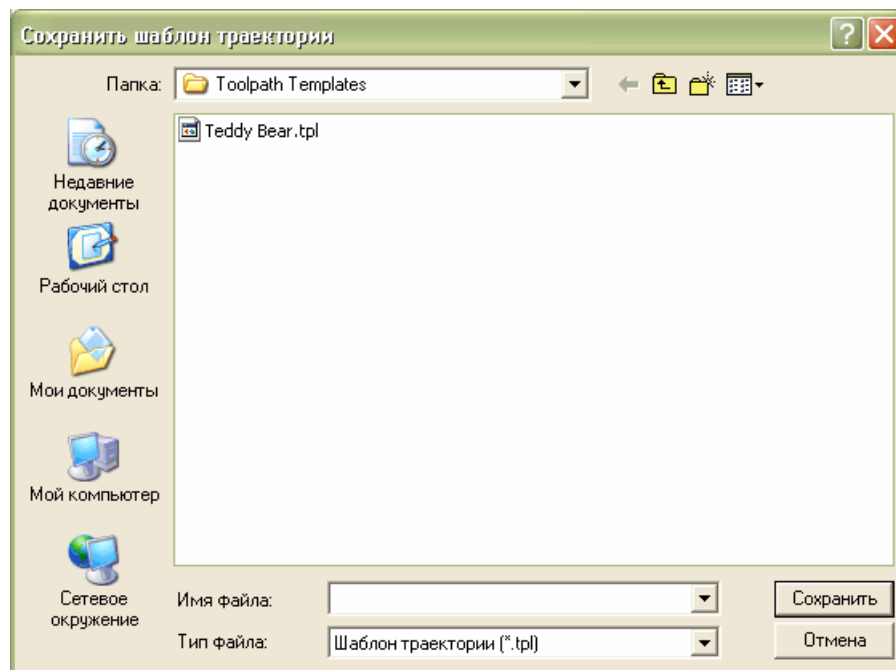 Сохранить шаблон траектории
Папка: Toolpath Templates
Teddy Bear.tpl
Недавние
документы
Рабочий стол
Мои документы
Мой компьютер
Сетевое
окружение
Имя файла:
Сохранить
Тип файла: Шаблон траектории (*.tpl)
Отмена